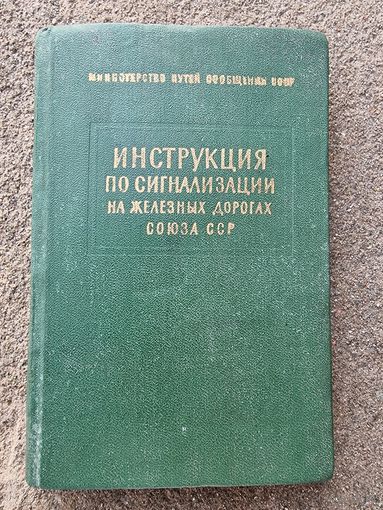 МИНИСТЕРСТВО ПУТЕЙ СООБЩЕНИЯ СССР
ИНСТРУКЦИЯ
ПО СИГНАЛИЗАЦИИ
НА ЖЕЛЕЗНЫХ ДОРОГАХ
СОЮЗА ССР